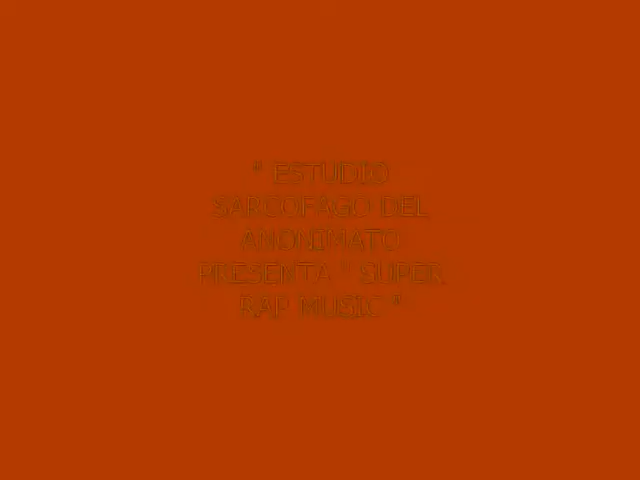 " ESTUDIO
SARCOFAGO DEL
ANONIMATO
PRESENTA " SUPER
RAP MUSIC "